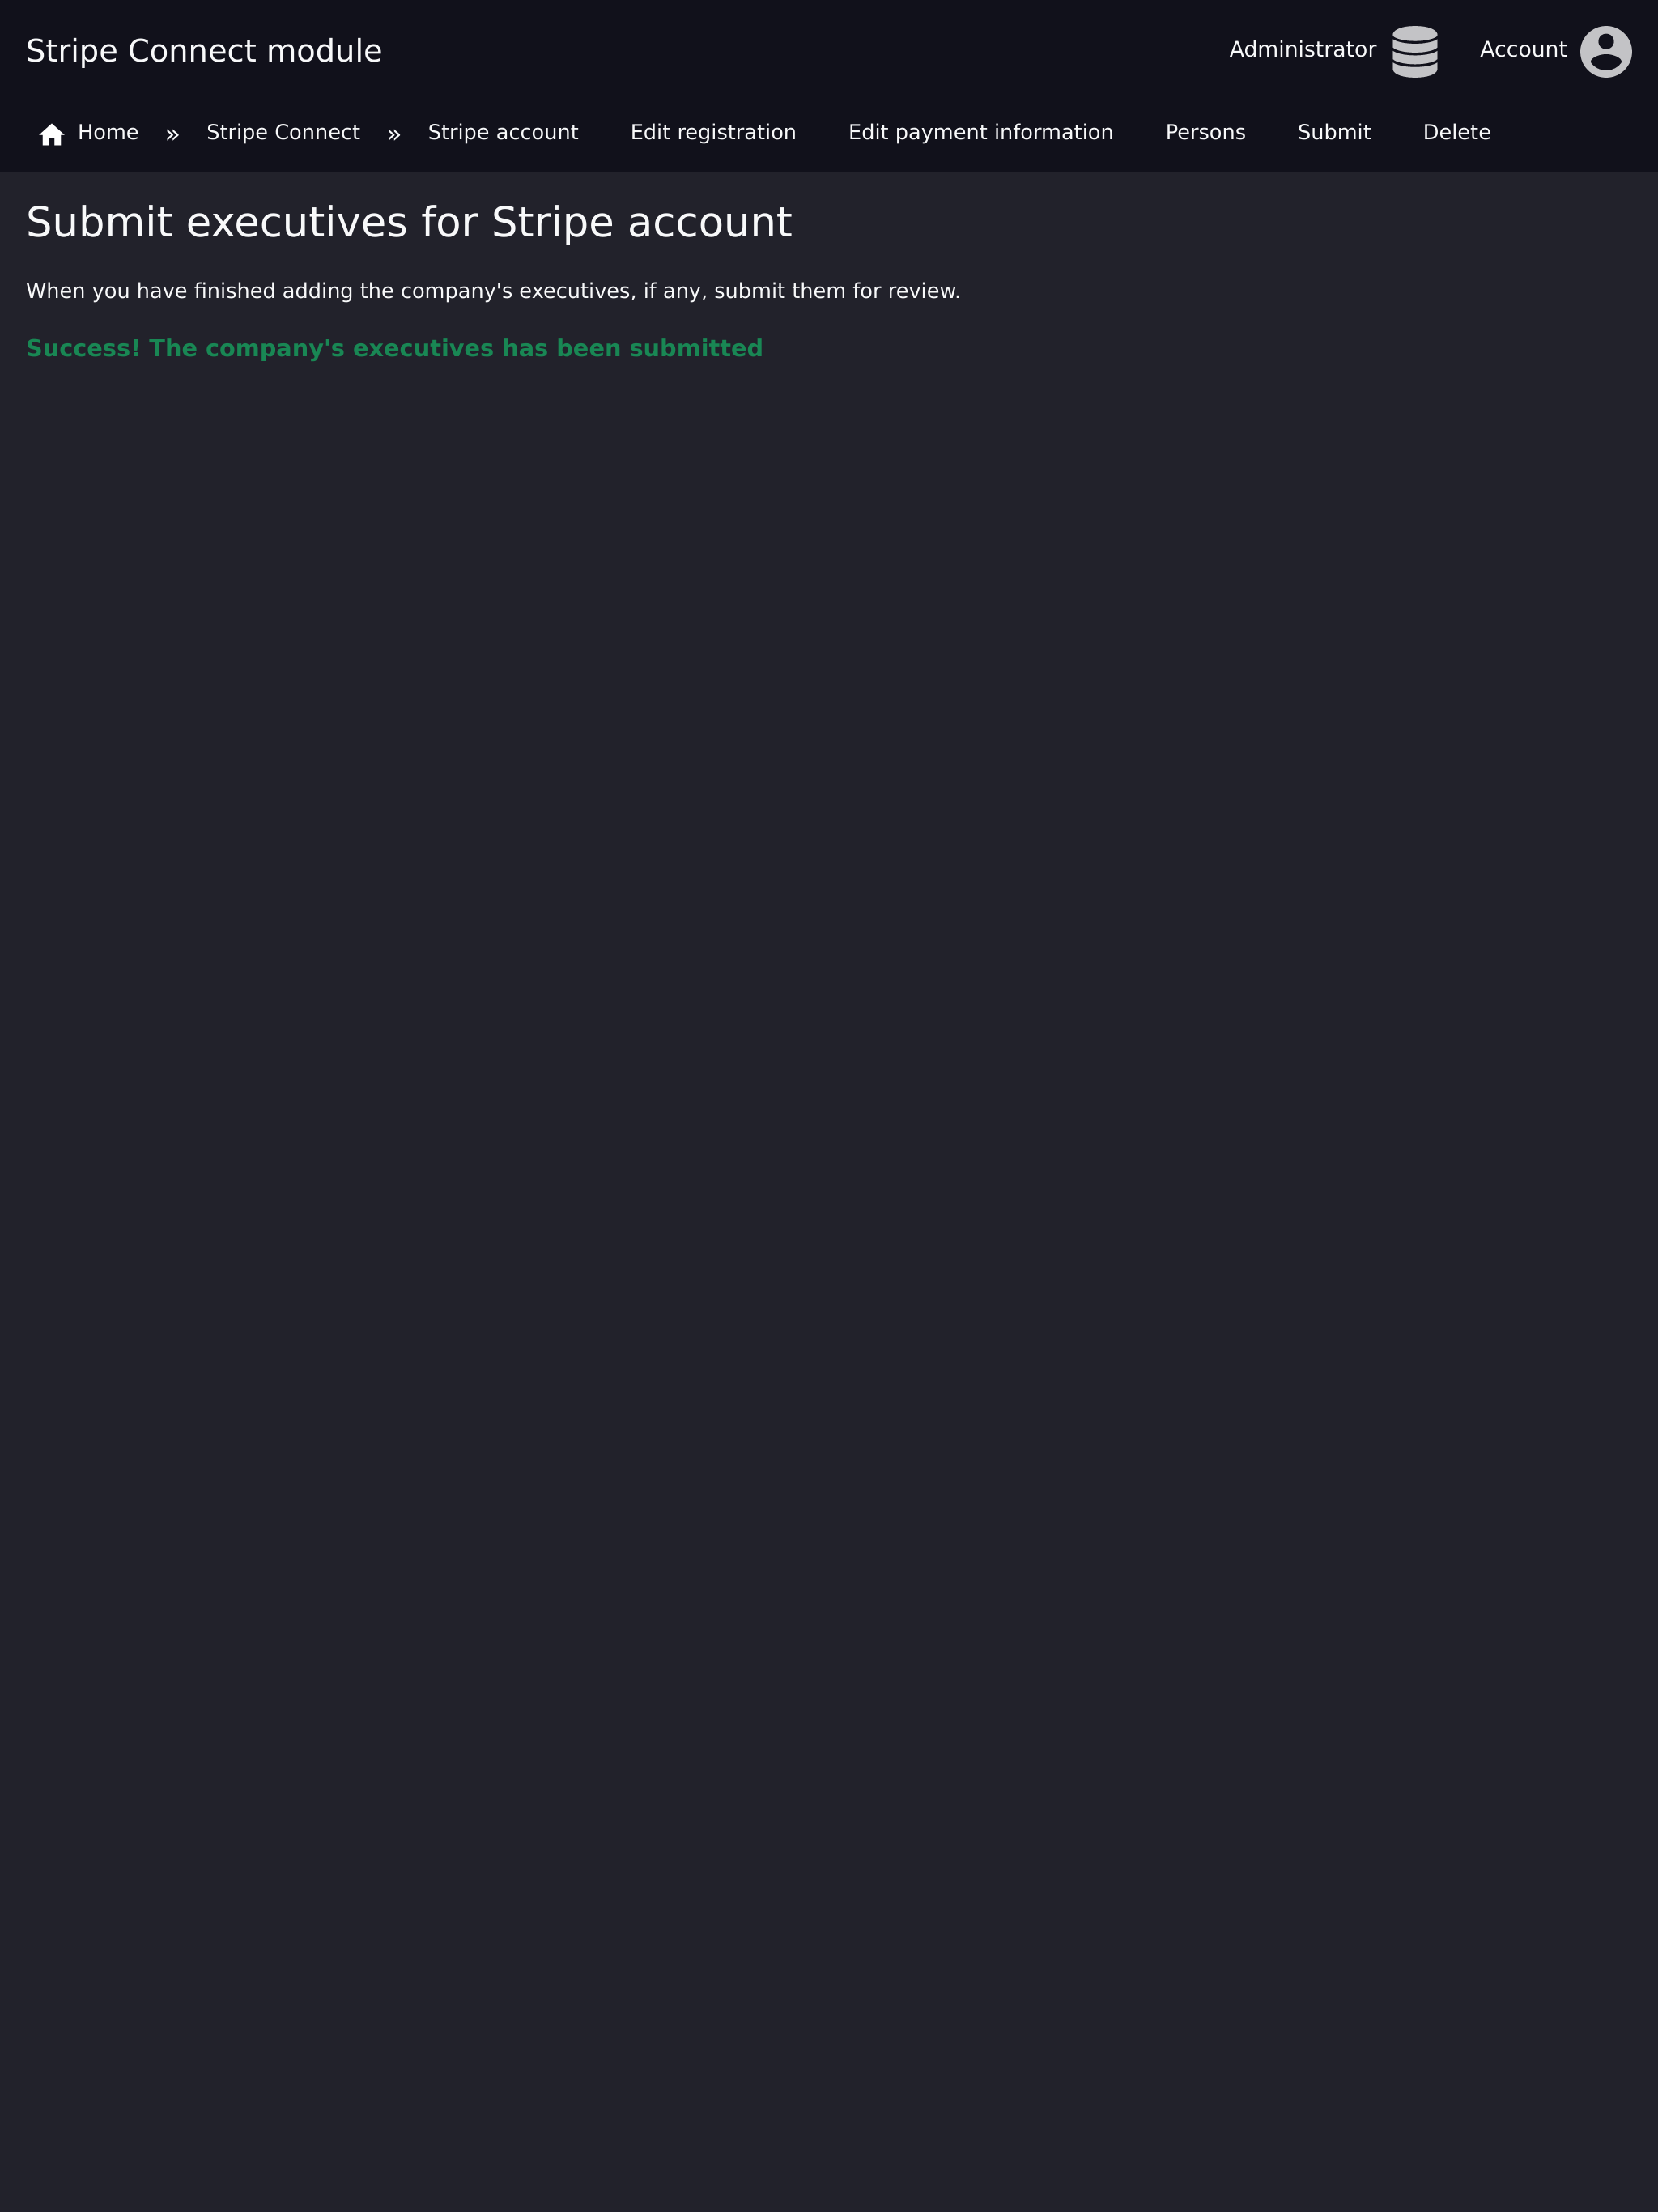 Stripe Connect module
Administrator
Account
Home » Stripe Connect » Stripe account Edit registration Edit payment information Persons Submit Delete
Submit executives for Stripe account
When you have finished adding the company's executives, if any, submit them for review.
Success! The company's executives has been submitted